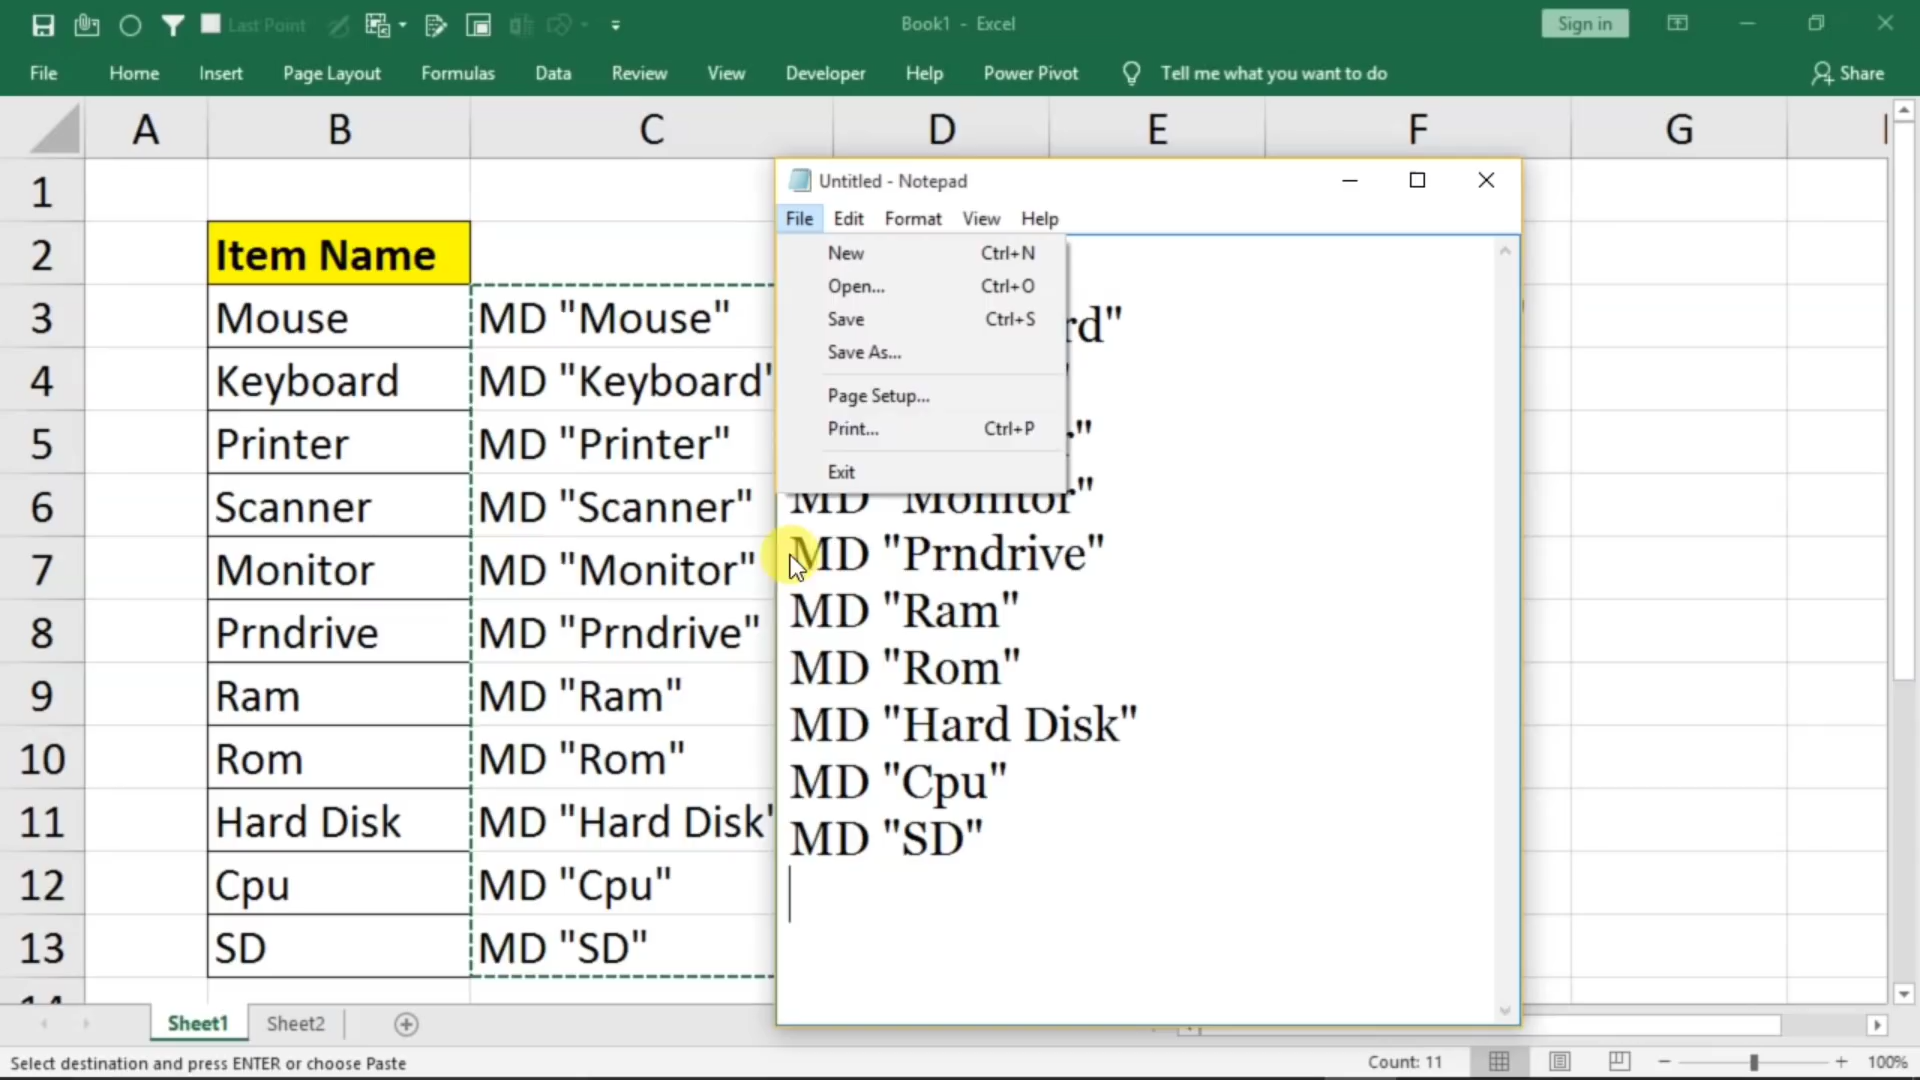 Last Point
Book1 - Excel
Sign in
File Home Insert Page Layout Formulas Data Review View Developer Help Power Pivot Tell me what you want to do Share
A B C D E F G
1
2 Item Name
3 Mouse MD "Mouse"
4 Keyboard MD "Keyboard"
5 Printer MD "Printer"
6 Scanner MD "Scanner"
7 Monitor MD "Monitor"
8 Prndrive MD "Prndrive"
9 Ram MD "Ram"
10 Rom MD "Rom"
11 Hard Disk MD "Hard Disk"
12 Cpu MD "Cpu"
13 SD MD "SD"
14
Untitled - Notepad
File Edit Format View Help
New Ctrl+N
Open... Ctrl+O
Save Ctrl+S
Save As...
Page Setup...
Print... Ctrl+P
Exit
rd"
r"
MD "Monitor"
MD "Prndrive"
MD "Ram"
MD "Rom"
MD "Hard Disk"
MD "Cpu"
MD "SD"
Sheet1 Sheet2
Select destination and press ENTER or choose Paste
Count: 11
100%